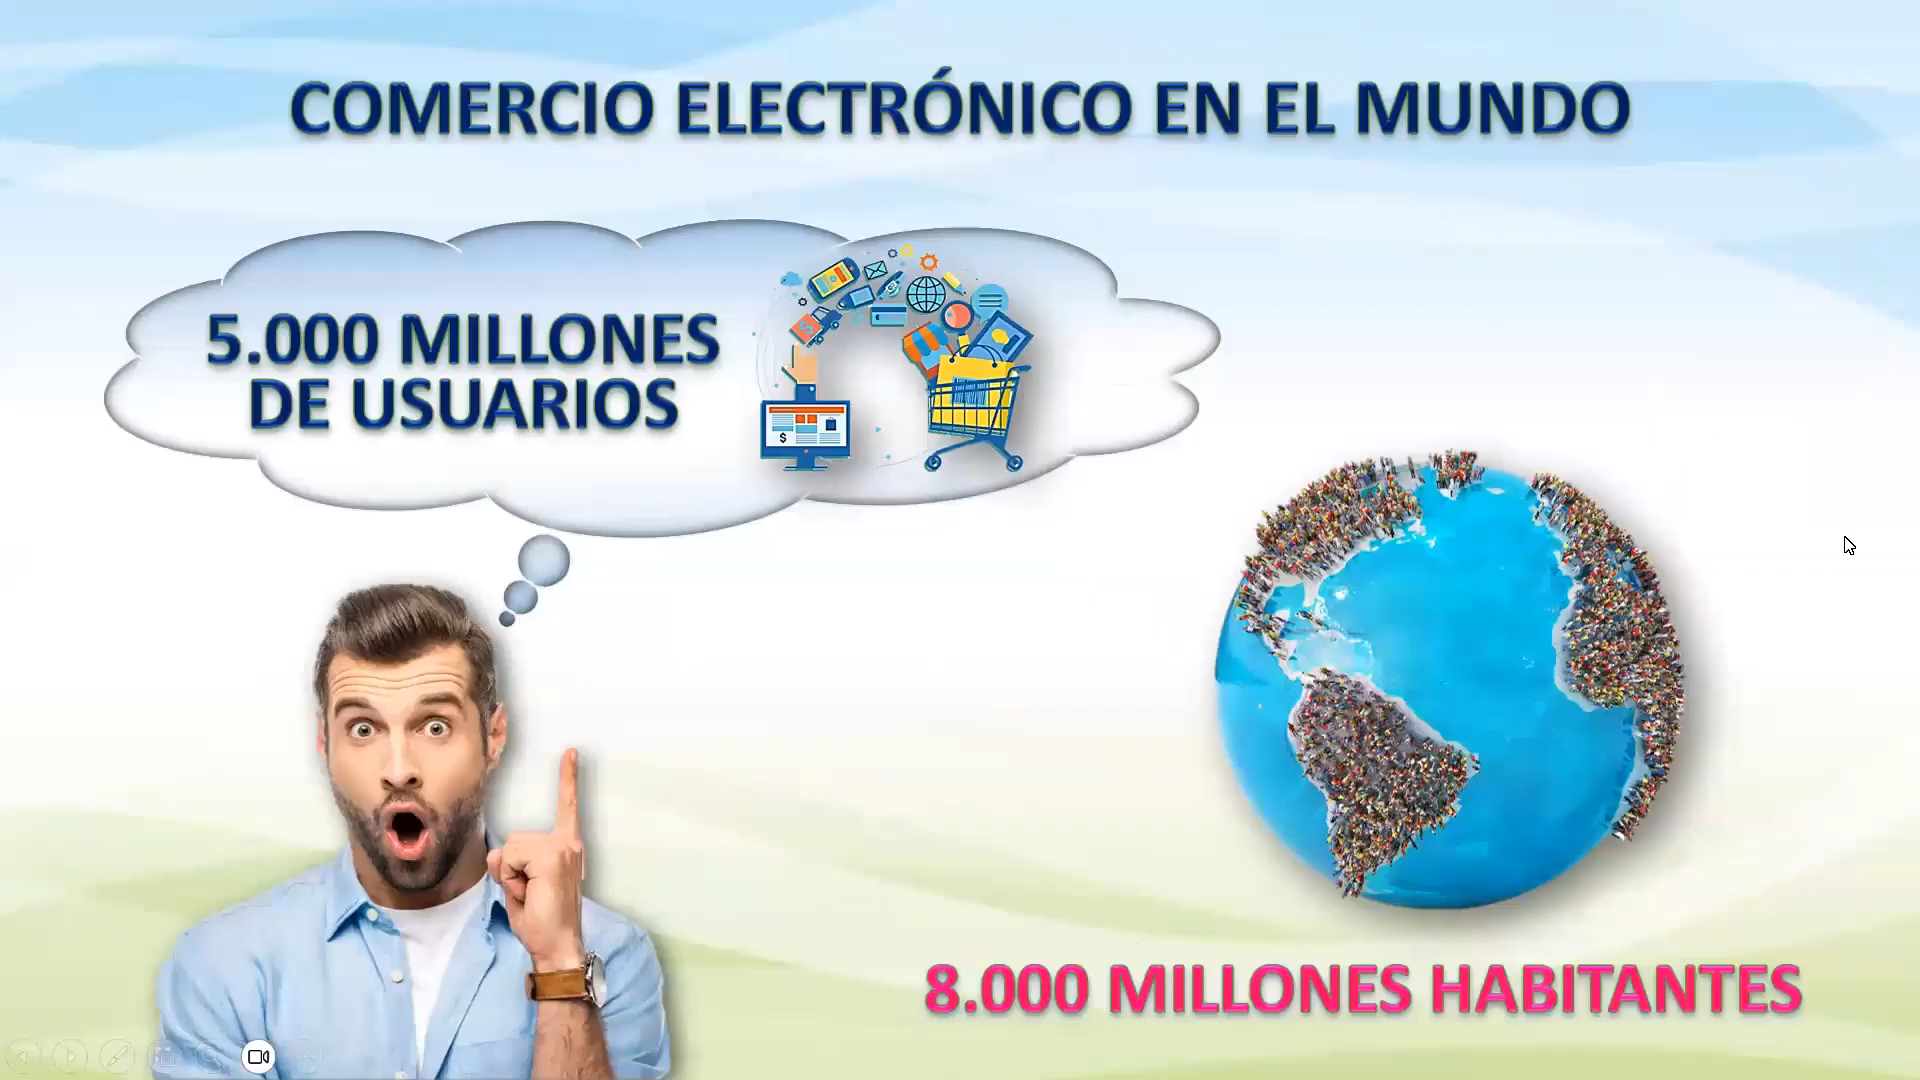 COMERCIO ELECTRÓNICO EN EL MUNDO
5.000 MILLONES
DE USUARIOS
$
$
8.000 MILLONES HABITANTES